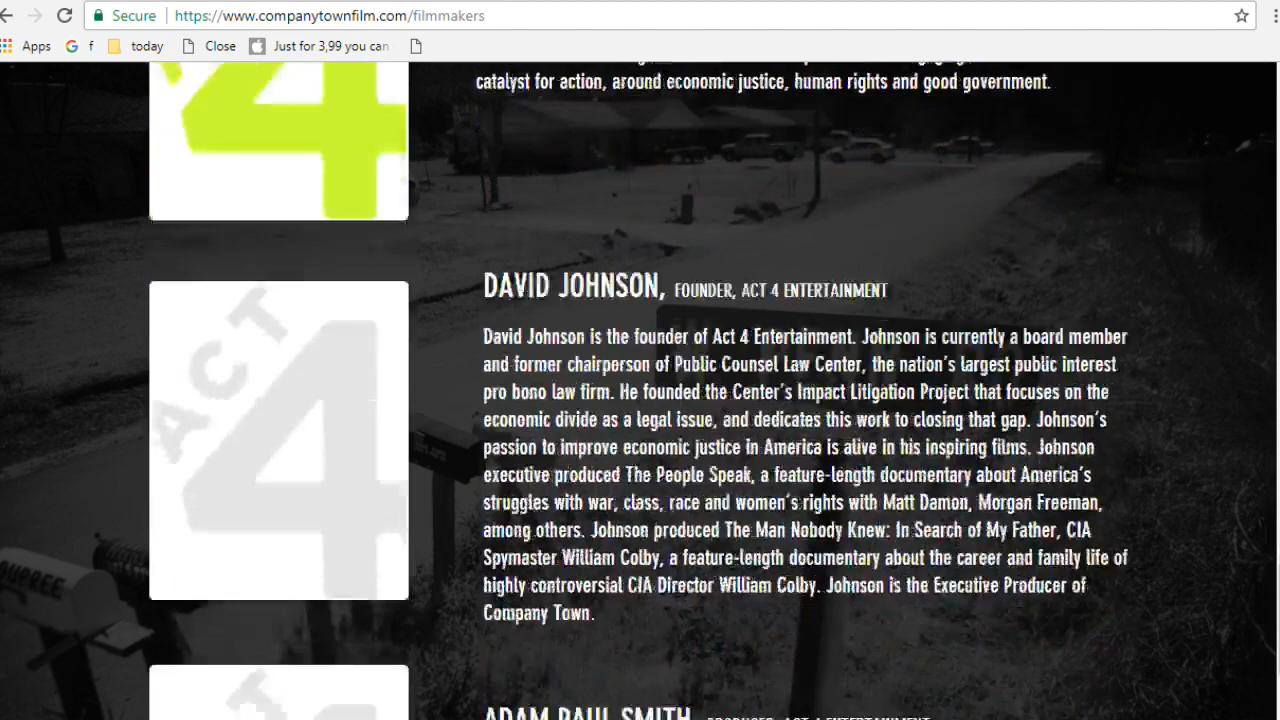 Secure
https://www.companytownfilm.com/filmmakers
Apps
f
today
Close
Just for 3,99 you can
catalyst for action, around economic justice, human rights and good government.
4
DAVID JOHNSON, FOUNDER, ACT 4 ENTERTAINMENT
ACT
4
David Johnson is the founder of Act 4 Entertainment. Johnson is currently a board member
and former chairperson of Public Counsel Law Center, the nation's largest public interest
pro bono law firm. He founded the Center's Impact Litigation Project that focuses on the
economic divide as a legal issue, and dedicates this work to closing that gap. Johnson's
passion to improve economic justice in America is alive in his inspiring films. Johnson
executive produced The People Speak, a feature-length documentary about America's
struggles with war, class, race and women's rights with Matt Damon, Morgan Freeman,
among others. Johnson produced The Man Nobody Knew: In Search of My Father, CIA
Spymaster William Colby, a feature-length documentary about the career and family life of
highly controversial CIA Director William Colby. Johnson is the Executive Producer of
Company Town.
ADAM PAUL SMITH, PRODUCER, ACT 4 ENTERTAINMENT